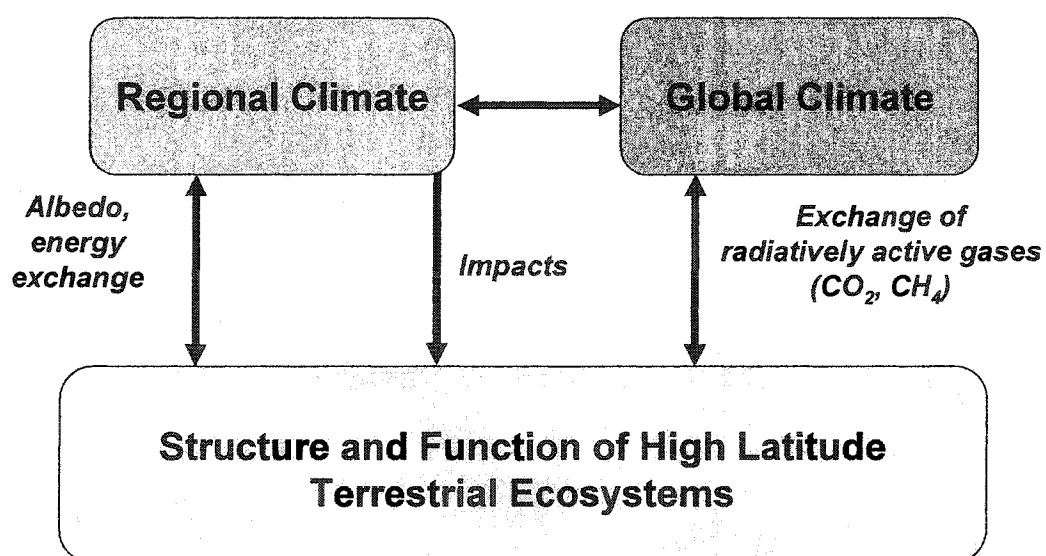 Regional Climate
Global Climate
Albedo,
energy
exchange
Impacts
Exchange of
radiatively active gases
(CO₂, CH₄)
Structure and Function of High Latitude
Terrestrial Ecosystems